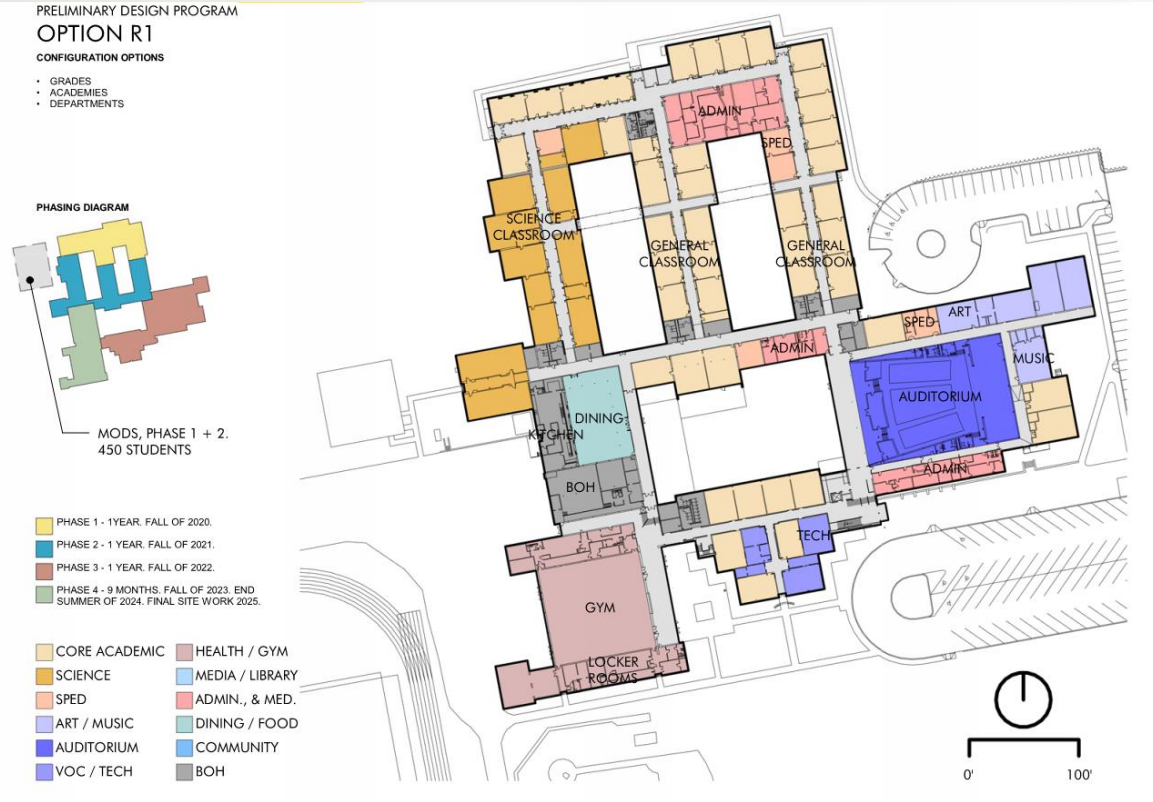 PRELIMINARY DESIGN PROGRAM
OPTION R1
CONFIGURATION OPTIONS
• GRADES
• ACADEMIES
• DEPARTMENTS
PHASING DIAGRAM
MODS, PHASE 1 + 2.
450 STUDENTS
PHASE 1 - 1YEAR. FALL OF 2020.
PHASE 2 - 1 YEAR. FALL OF 2021.
PHASE 3 - 1 YEAR. FALL OF 2022.
PHASE 4 - 9 MONTHS. FALL OF 2023. END
SUMMER OF 2024. FINAL SITE WORK 2025.
CORE ACADEMIC
SCIENCE
SPED
ART / MUSIC
AUDITORIUM
VOC / TECH
HEALTH / GYM
MEDIA / LIBRARY
ADMIN., & MED.
DINING / FOOD
COMMUNITY
BOH
ADMIN
SPED
SCIENCE
CLASSROOM
GENERAL
CLASSROOM
GENERAL
CLASSROOM
ADMIN
SPED
ART
MUSIC
AUDITORIUM
ADMIN
DINING
KITCHEN
BOH
TECH
GYM
LOCKER
ROOMS
0'
100'